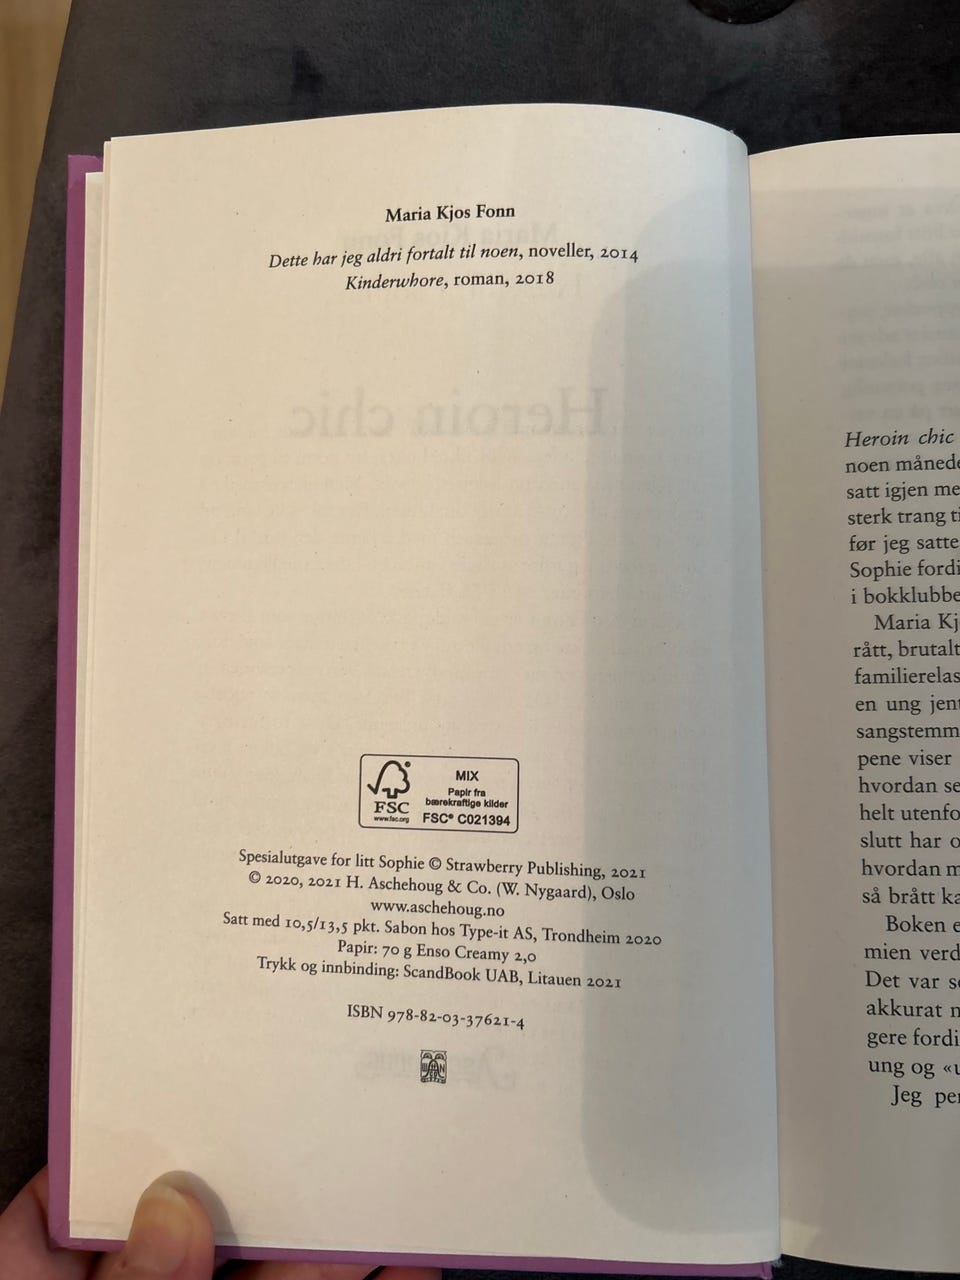 Maria Kjos Fonn
Dette har jeg aldri fortalt til noen, noveller, 2014
Kinderwhore, roman, 2018
Heroin chic
FSC
www.fsc.org
MIX
Papir fra
bærekraftige kilder
FSC® C021394
Spesialutgave for litt Sophie © Strawberry Publishing, 2021
© 2020, 2021 H. Aschehoug & Co. (W. Nygaard), Oslo
www.aschehoug.no
Satt med 10,5/13,5 pkt. Sabon hos Type-it AS, Trondheim 2020
Papir: 70 g Enso Creamy 2,0
Trykk og innbinding: ScandBook UAB, Litauen 2021
ISBN 978-82-03-37621-4
Heroin chic
noen månede
satt igjen me
sterk trang ti
før jeg satte
Sophie fordi
i bokklubbe
Maria Kj
rått, brutalt
familierelas
en ung jent
sangstemm
pene viser
hvordan se
helt utenfo
slutt har o
hvordan m
så brått ka
Boken e
mien verd
Det var s
akkurat n
gere fordi
ung og «u
Jeg per